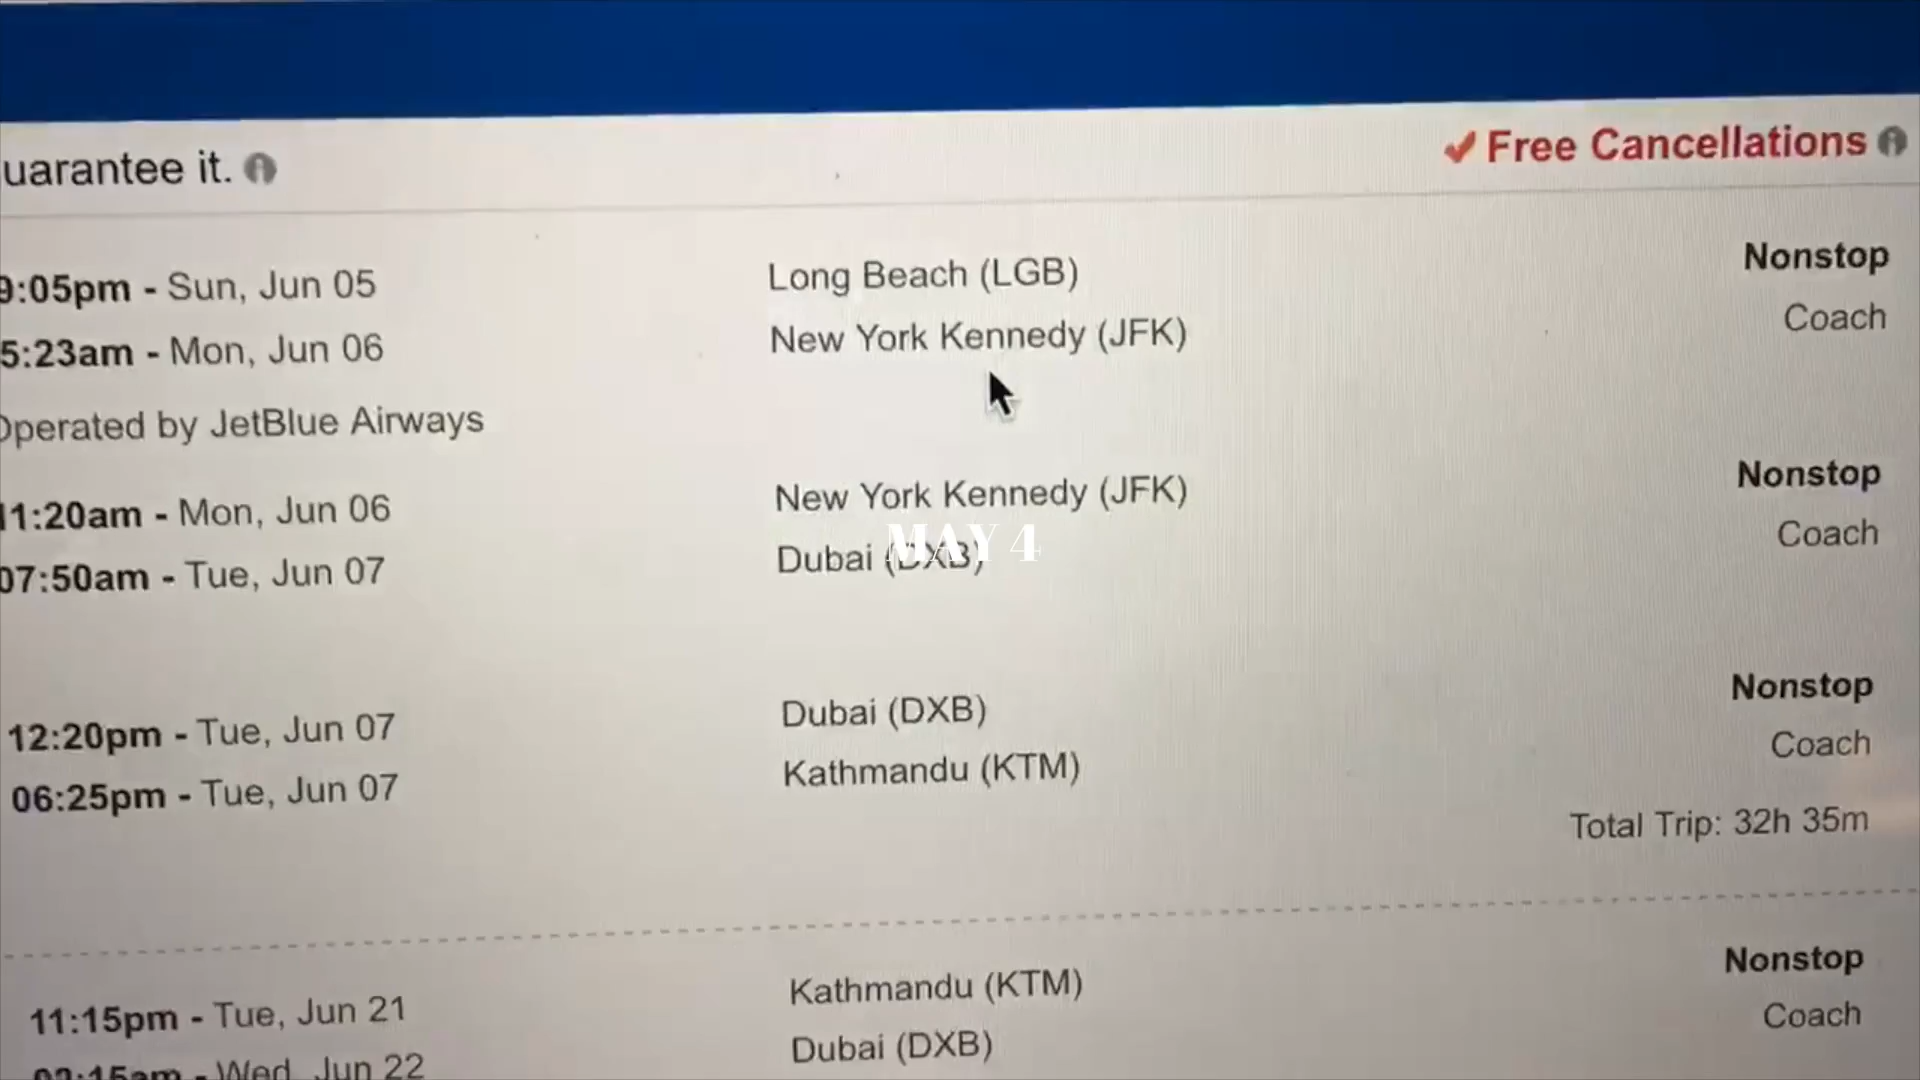 uarantee it.
Free Cancellations
9:05pm - Sun, Jun 05 Long Beach (LGB) Nonstop
5:23am - Mon, Jun 06 New York Kennedy (JFK) Coach
Operated by JetBlue Airways
11:20am - Mon, Jun 06 New York Kennedy (JFK) Nonstop
07:50am - Tue, Jun 07 Dubai (DXB) Coach
MAY 4
12:20pm - Tue, Jun 07 Dubai (DXB) Nonstop
06:25pm - Tue, Jun 07 Kathmandu (KTM) Coach
Total Trip: 32h 35m
11:15pm - Tue, Jun 21 Kathmandu (KTM) Nonstop
Wed, Jun 22 Dubai (DXB) Coach